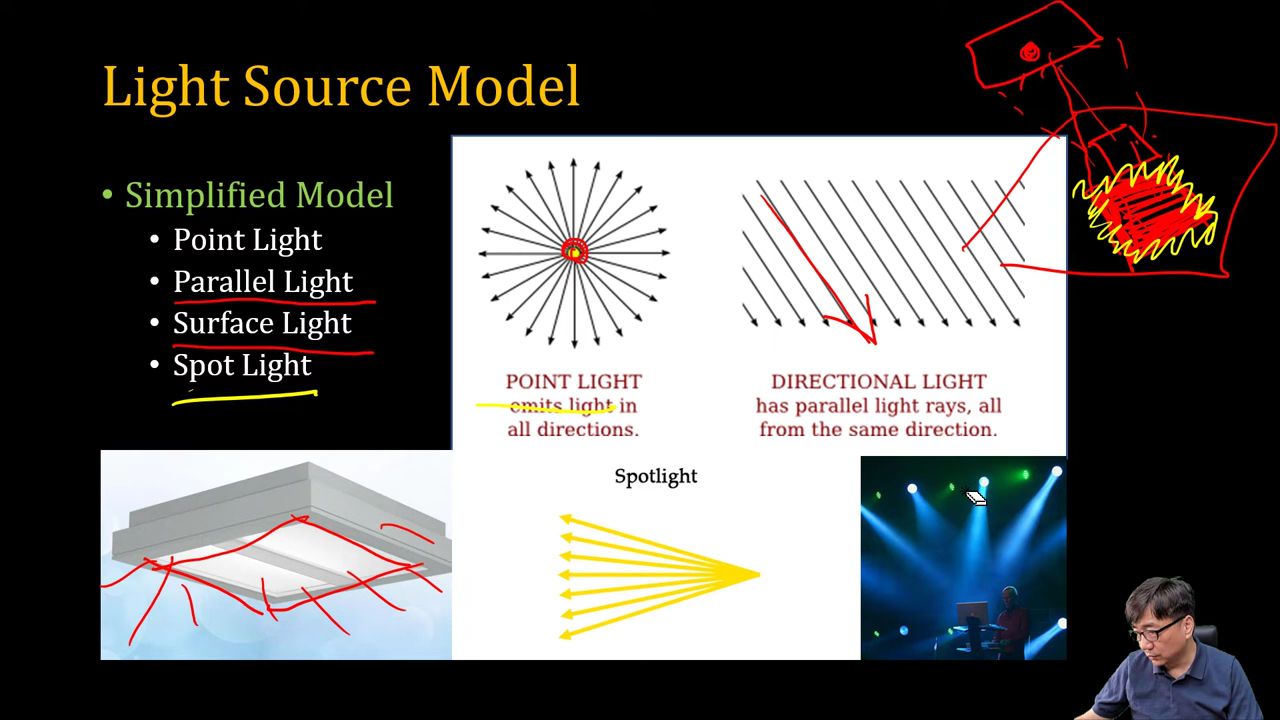 Light Source Model
• Simplified Model
• Point Light
• Parallel Light
• Surface Light
• Spot Light
POINT LIGHT
omits light in
all directions.
DIRECTIONAL LIGHT
has parallel light rays, all
from the same direction.
Spotlight